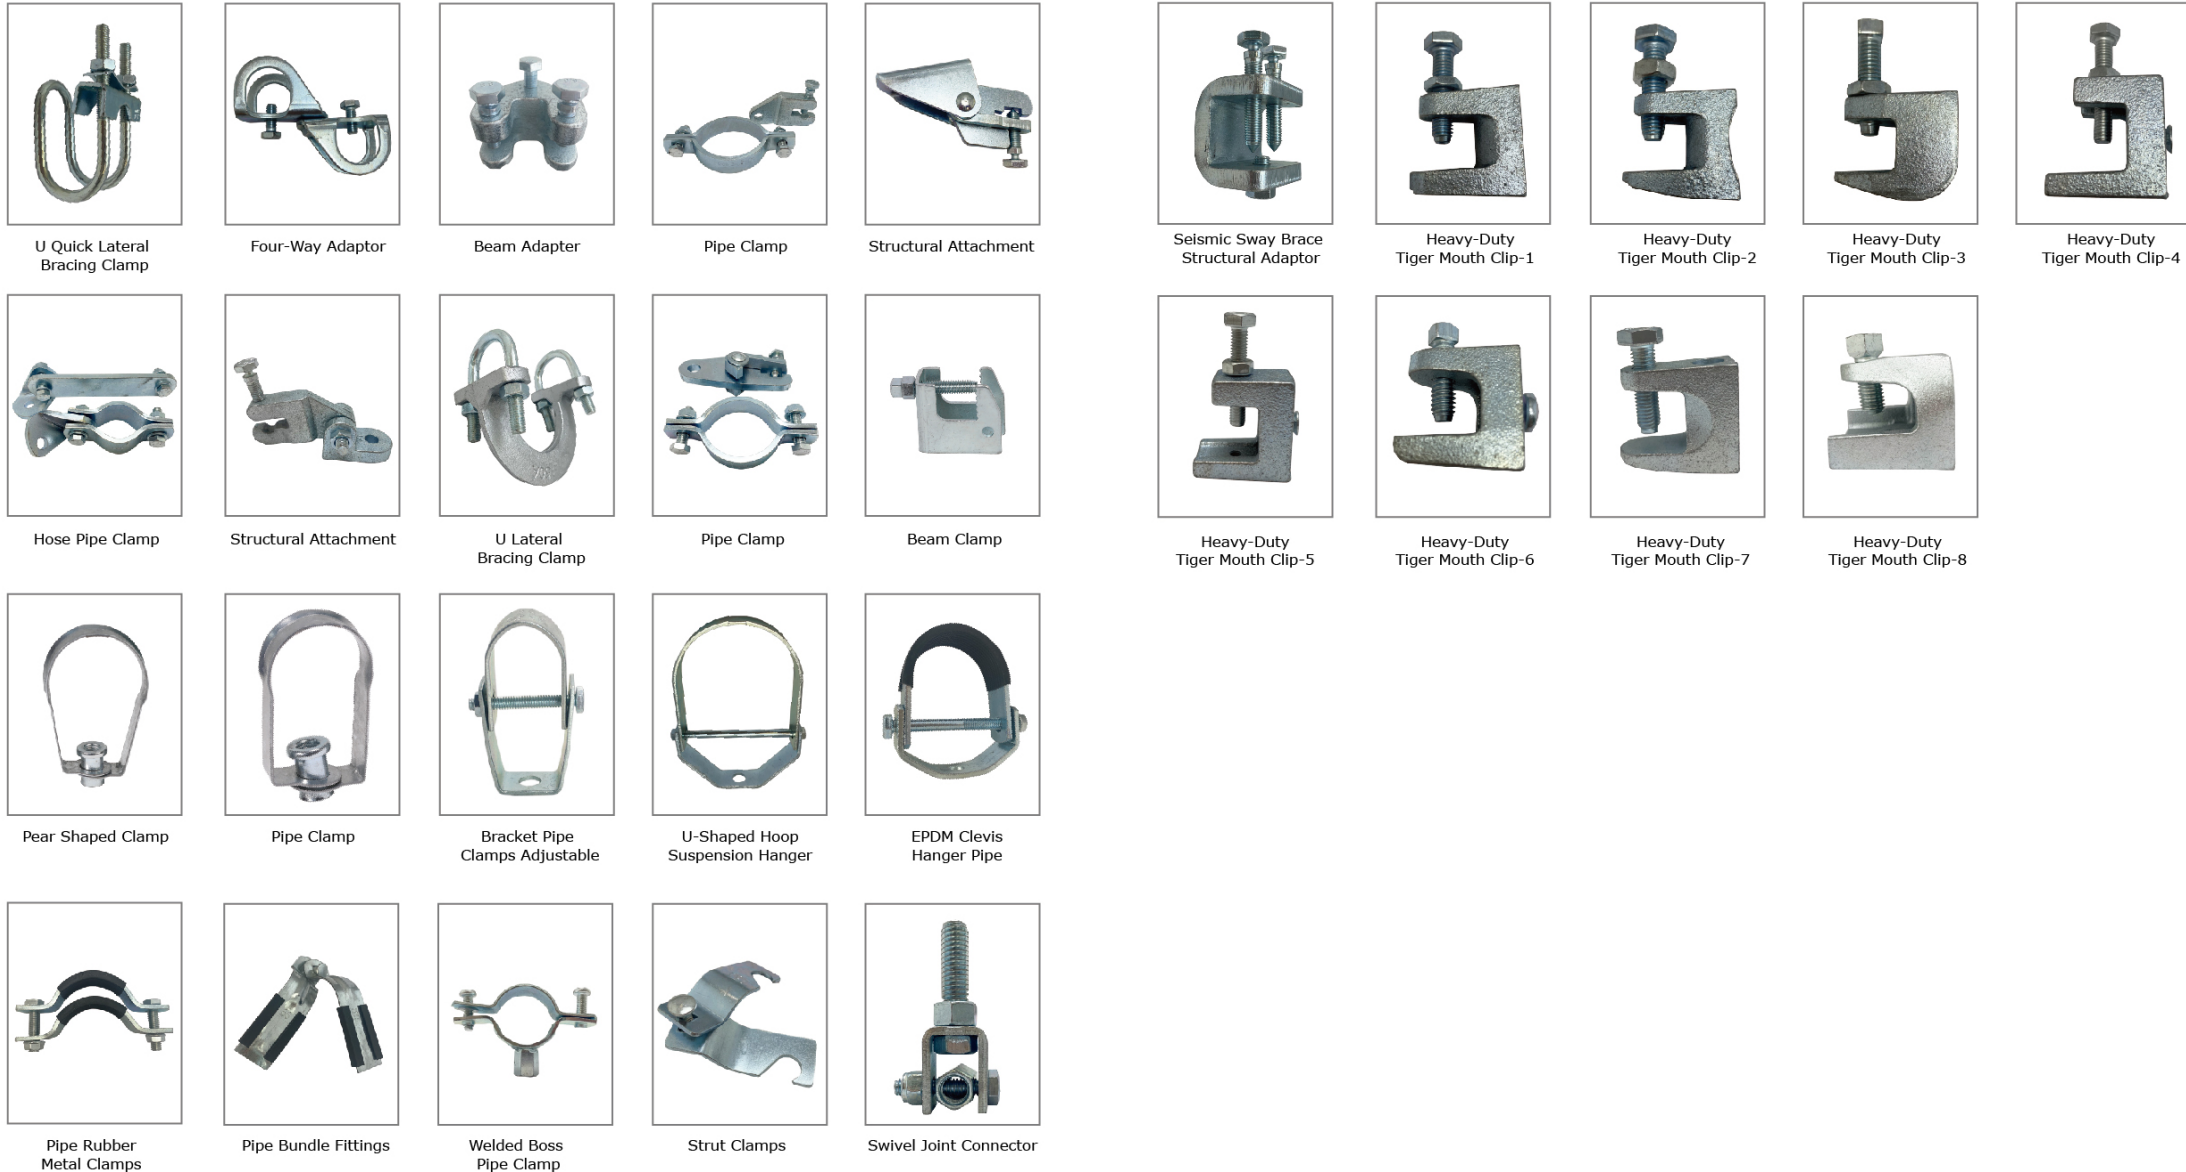 U Quick Lateral
Bracing Clamp
Four-Way Adaptor
Beam Adapter
Pipe Clamp
Structural Attachment
Hose Pipe Clamp
Structural Attachment
U Lateral
Bracing Clamp
Pipe Clamp
Beam Clamp
Pear Shaped Clamp
Pipe Clamp
Bracket Pipe
Clamps Adjustable
U-Shaped Hoop
Suspension Hanger
EPDM Clevis
Hanger Pipe
Pipe Rubber
Metal Clamps
Pipe Bundle Fittings
Welded Boss
Pipe Clamp
Strut Clamps
Swivel Joint Connector
Seismic Sway Brace
Structural Adaptor
Heavy-Duty
Tiger Mouth Clip-1
Heavy-Duty
Tiger Mouth Clip-2
Heavy-Duty
Tiger Mouth Clip-3
Heavy-Duty
Tiger Mouth Clip-4
Heavy-Duty
Tiger Mouth Clip-5
Heavy-Duty
Tiger Mouth Clip-6
Heavy-Duty
Tiger Mouth Clip-7
Heavy-Duty
Tiger Mouth Clip-8